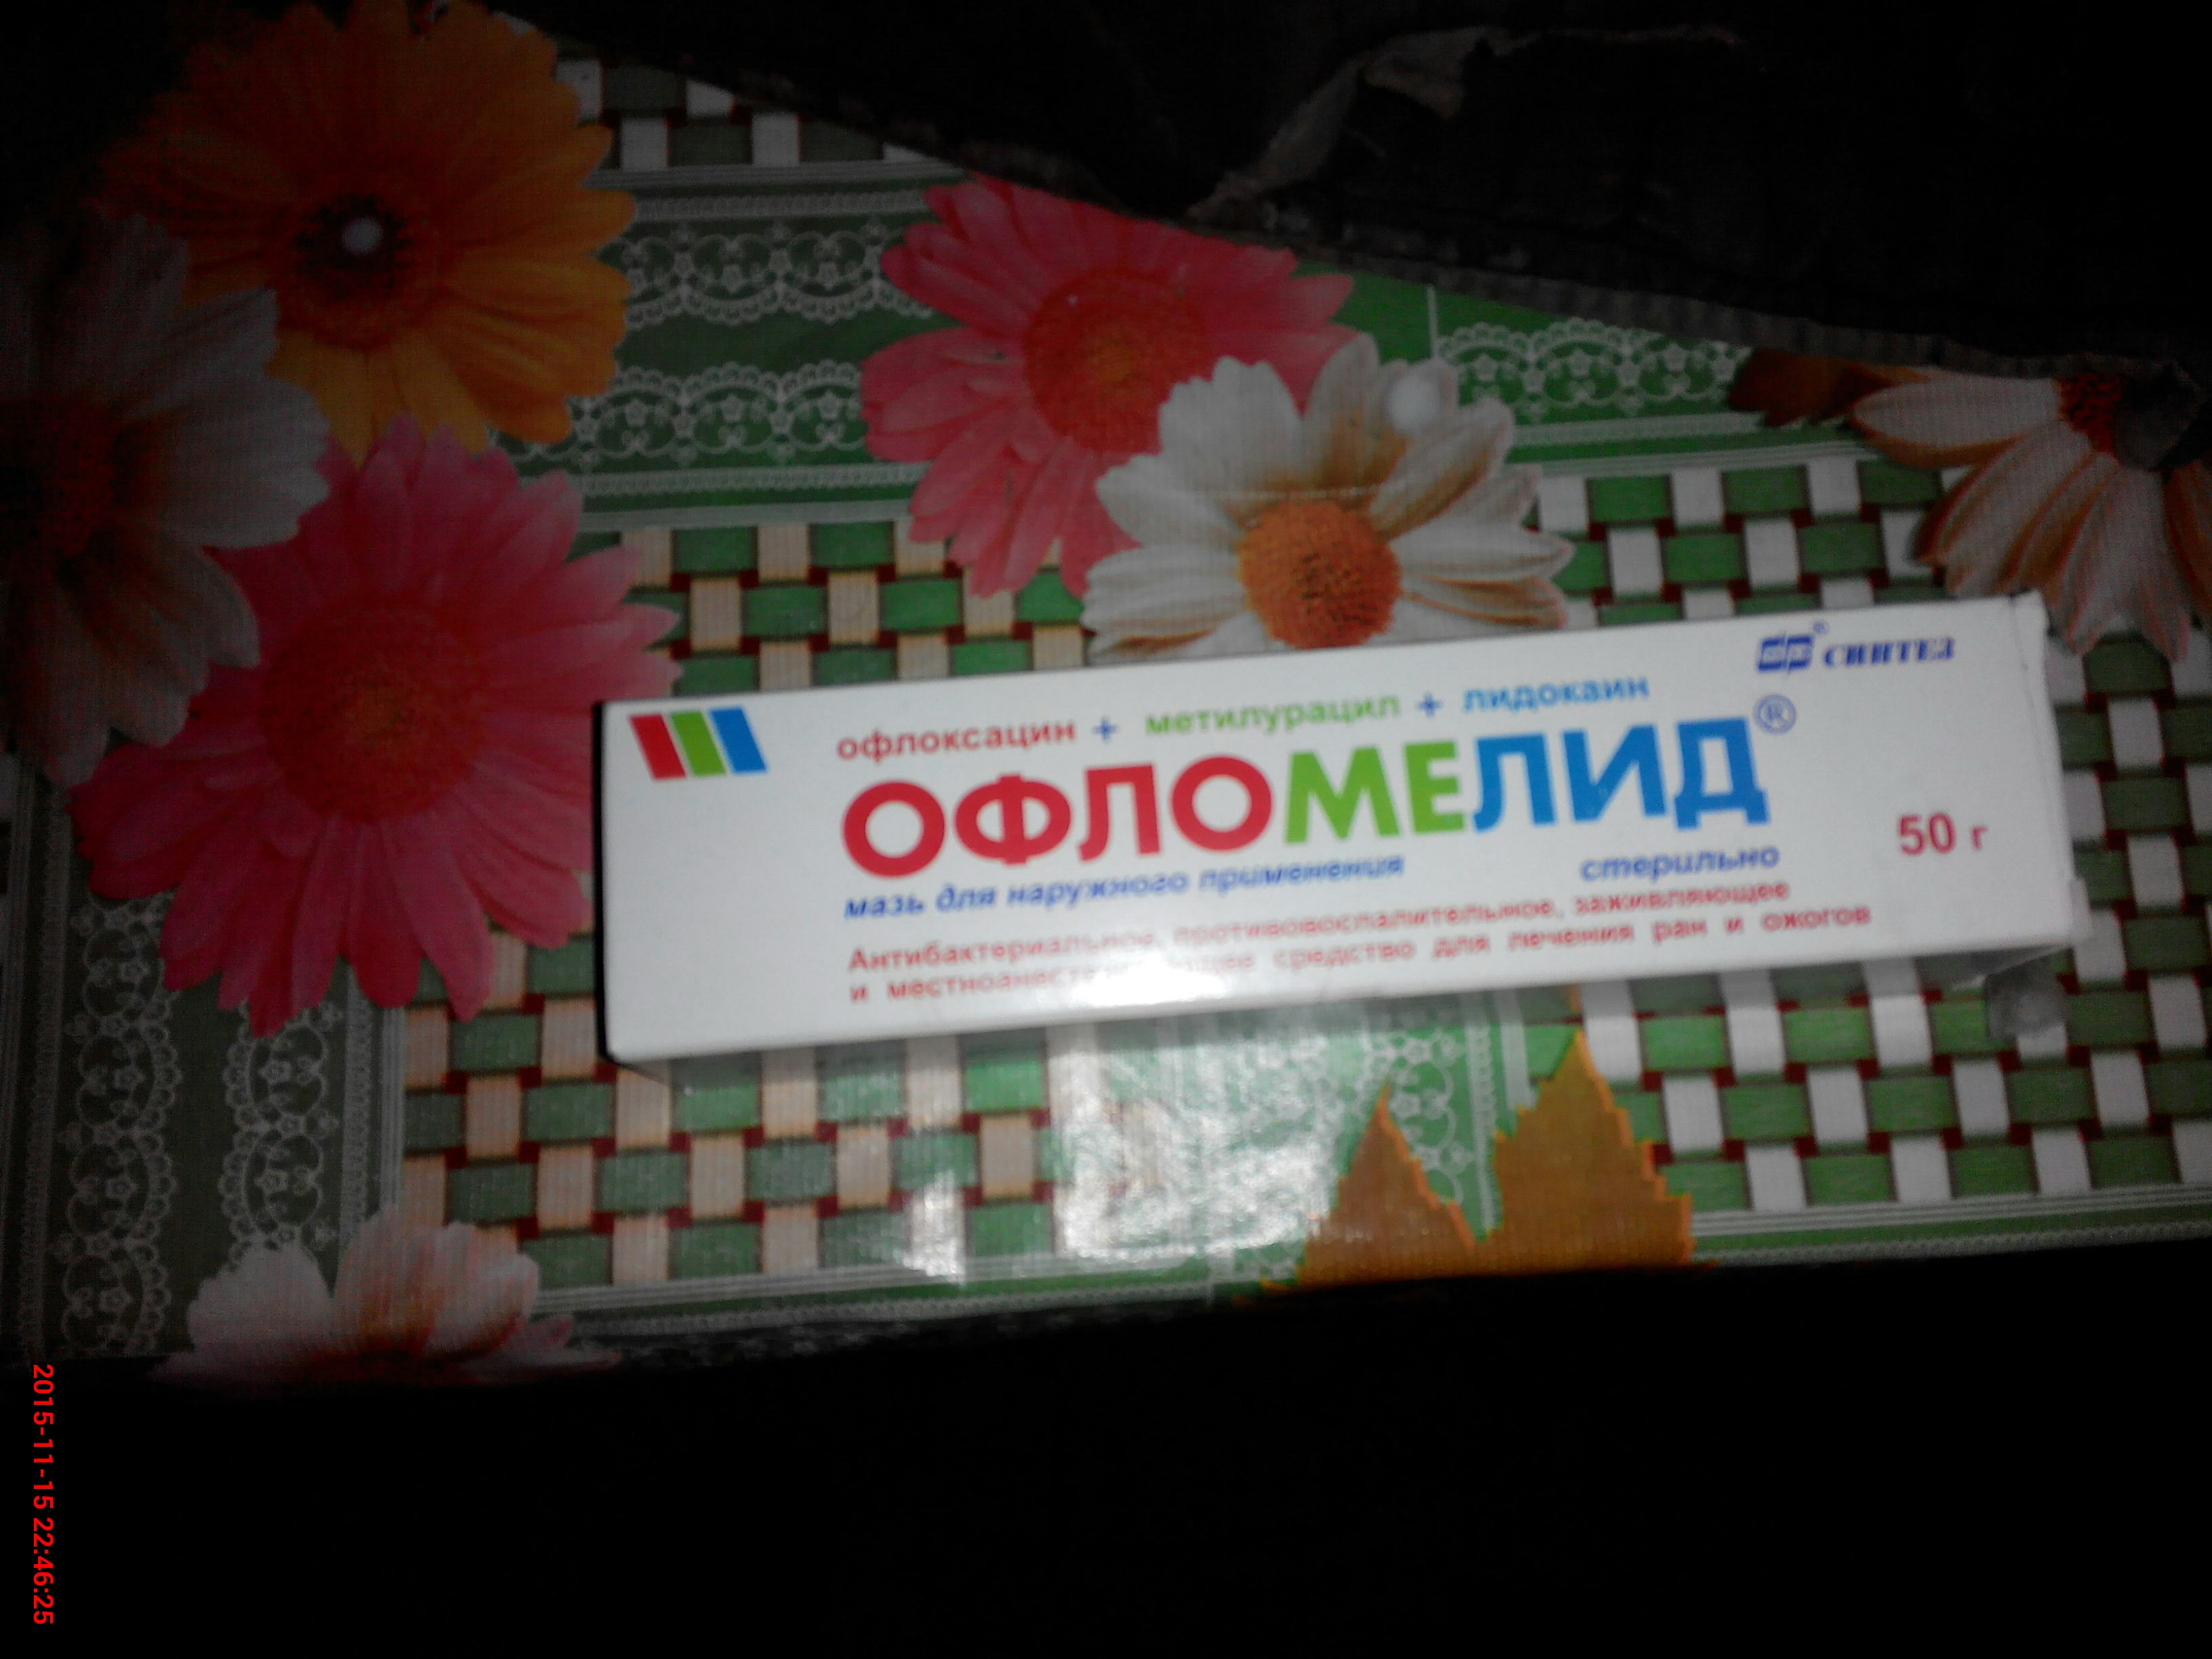 СИНТЕЗ
офлоксацин + метилурацил + лидокаин
ОФЛОМЕЛИД®
50 г
мазь для наружного применения
стерильно
Антибактериальное, противовоспалительное, заживляющее
и средство для лечения ран и ожогов
2015-11-15 22:46:25